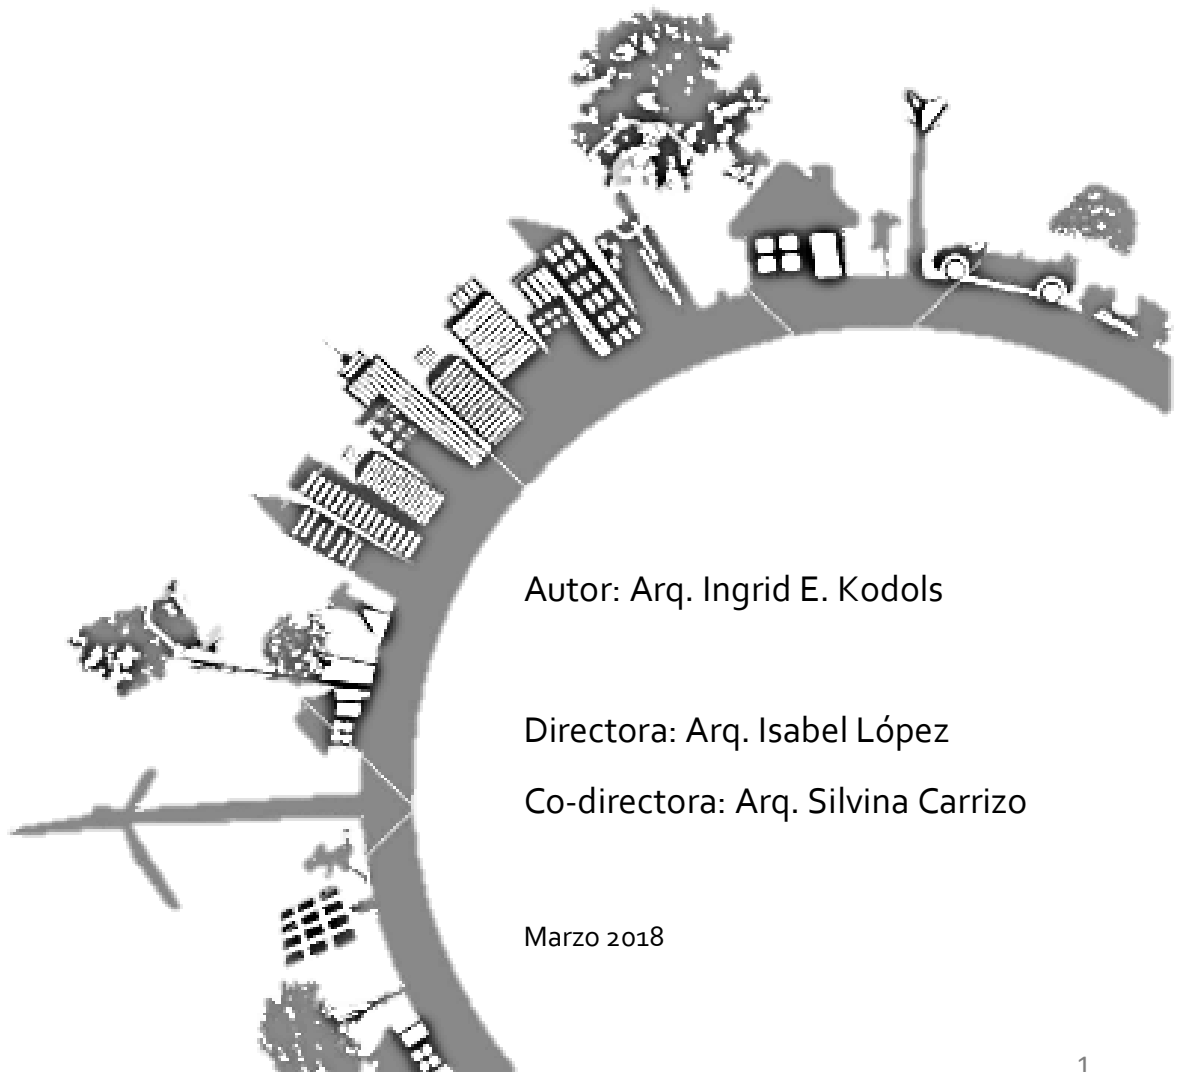 Autor: Arq. Ingrid E. Kodols
Directora: Arq. Isabel López
Co-directora: Arq. Silvina Carrizo
Marzo 2018
1